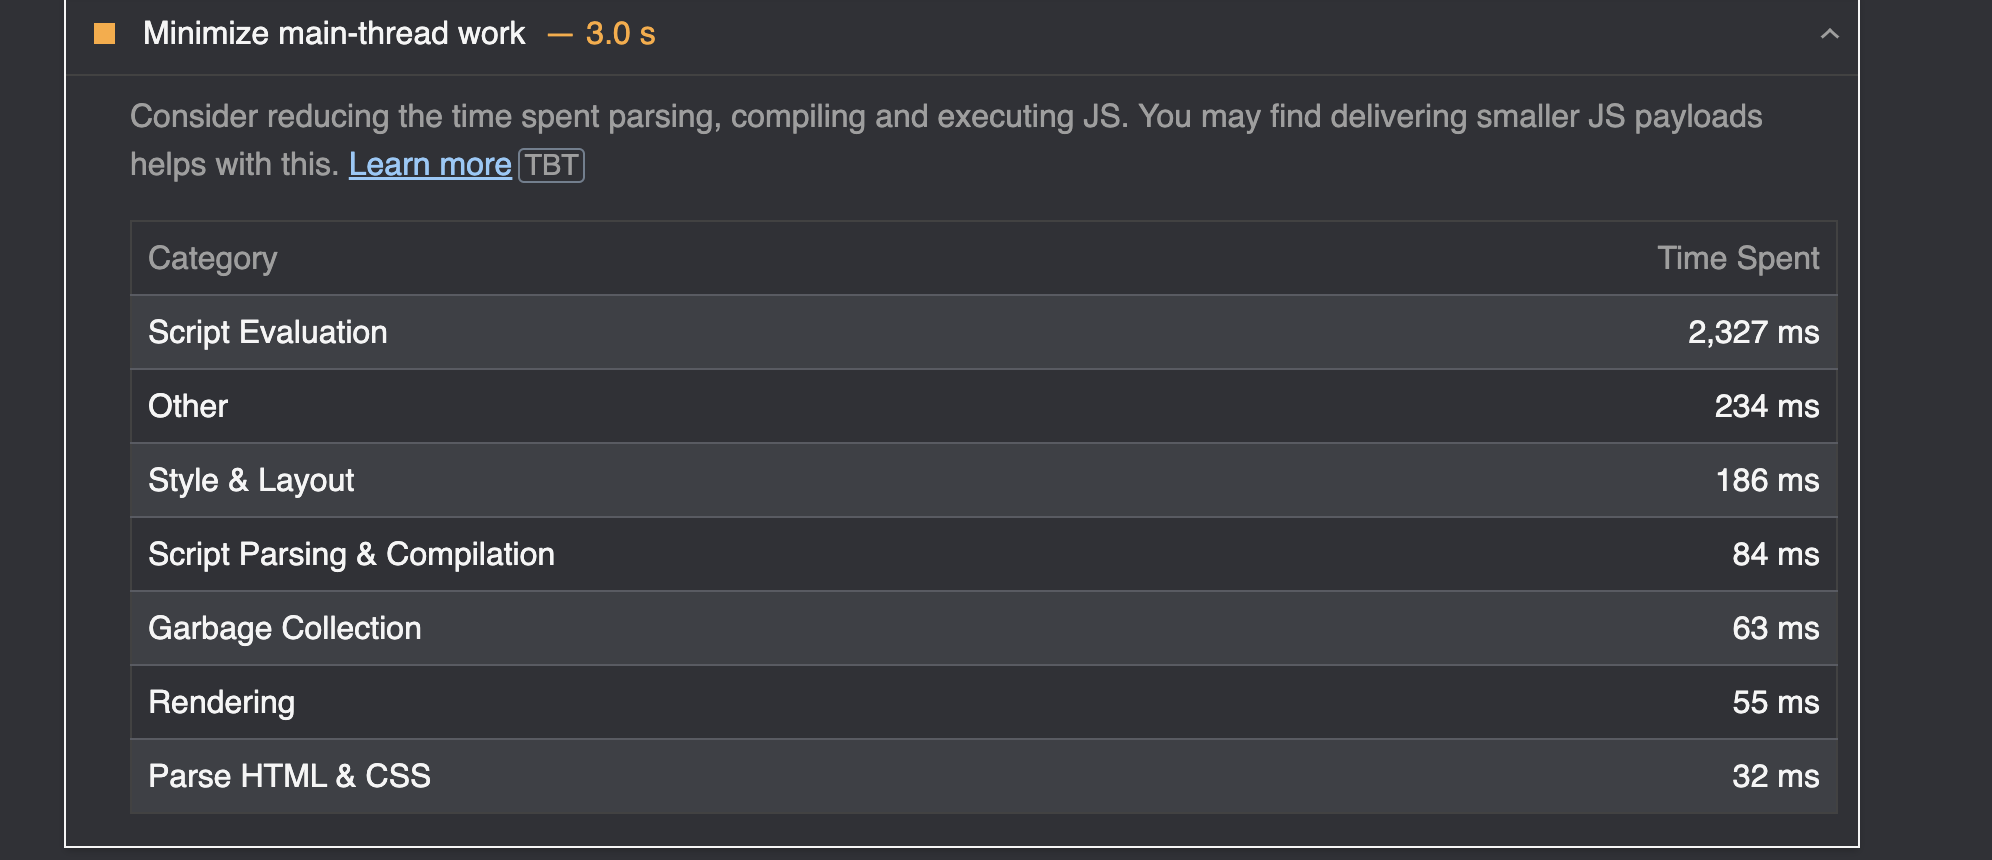 Minimize main-thread work — 3.0 s
Consider reducing the time spent parsing, compiling and executing JS. You may find delivering smaller JS payloads
helps with this. Learn more TBT
Category Time Spent
Script Evaluation 2,327 ms
Other 234 ms
Style & Layout 186 ms
Script Parsing & Compilation 84 ms
Garbage Collection 63 ms
Rendering 55 ms
Parse HTML & CSS 32 ms